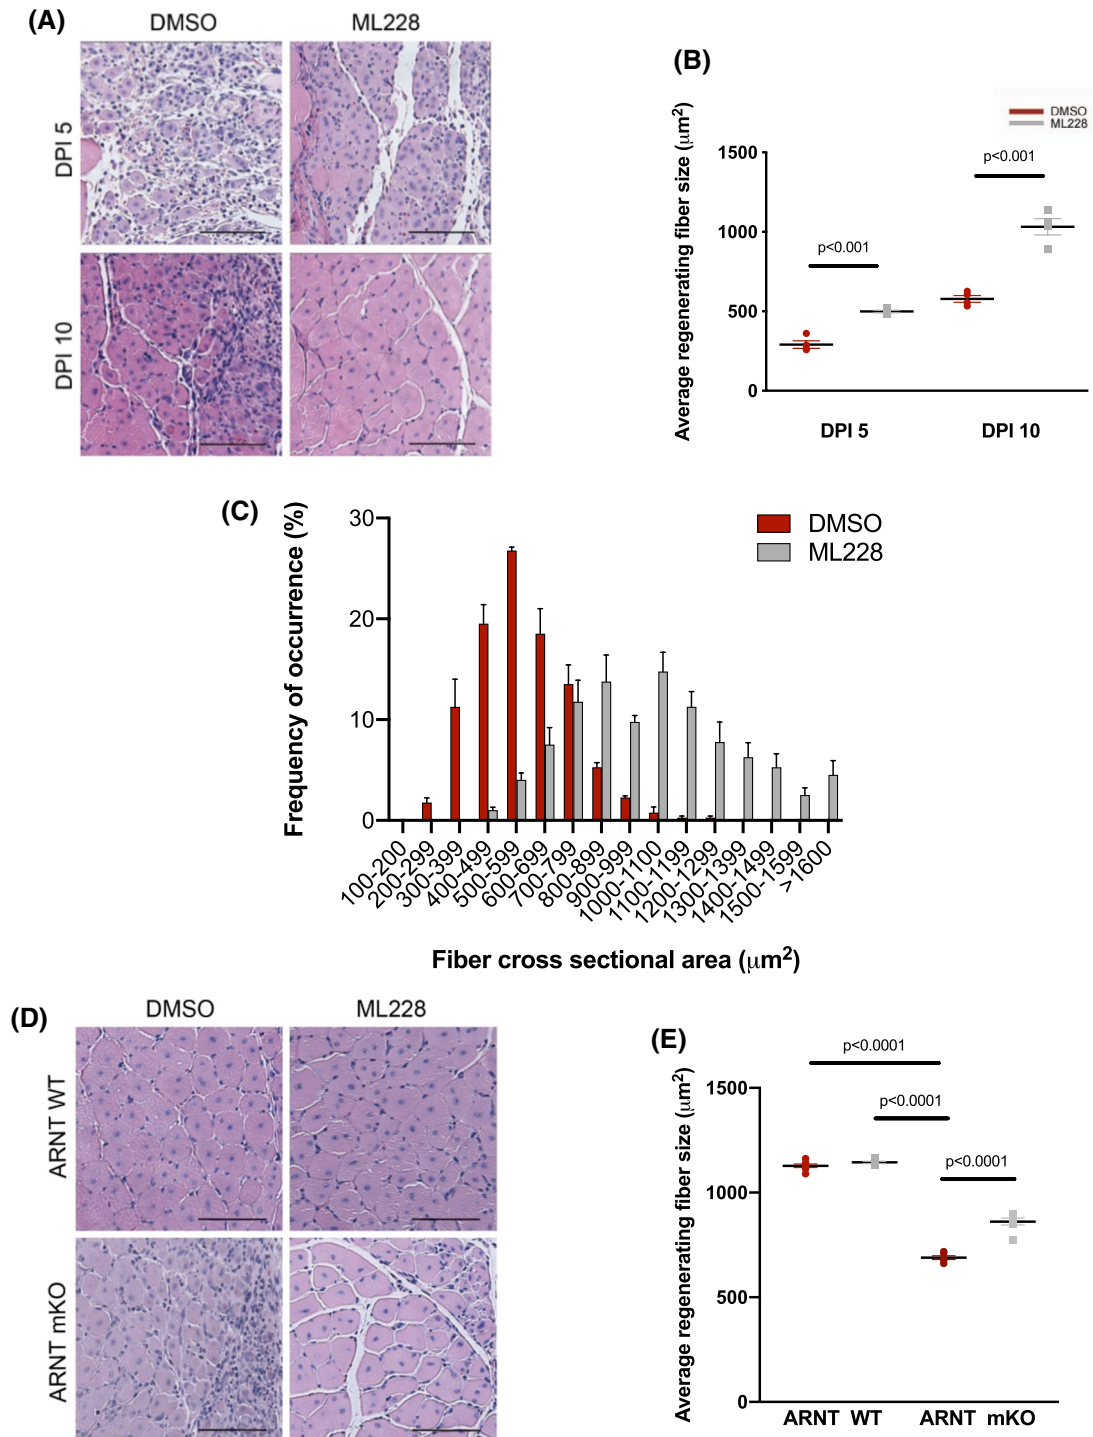 (A)
DMSO ML228
DPI 5
DPI 10
(B)
DMSO
ML228
Average regenerating fiber size (μm²)
1500
1000
500
0
p<0.001
p<0.001
DPI 5 DPI 10
(C)
Frequency of occurrence (%)
30
20
10
0
DMSO
ML228
100-200
200-299
300-399
400-499
500-599
600-699
700-799
800-899
900-999
1000-1100
1100-1199
1200-1299
1300-1399
1400-1499
1500-1599
>1600
Fiber cross sectional area (μm²)
(D)
DMSO ML228
ARNT WT
ARNT mKO
(E)
Average regenerating fiber size (μm²)
1500
1000
500
0
p<0.0001
p<0.0001
p<0.0001
ARNT WT ARNT mKO